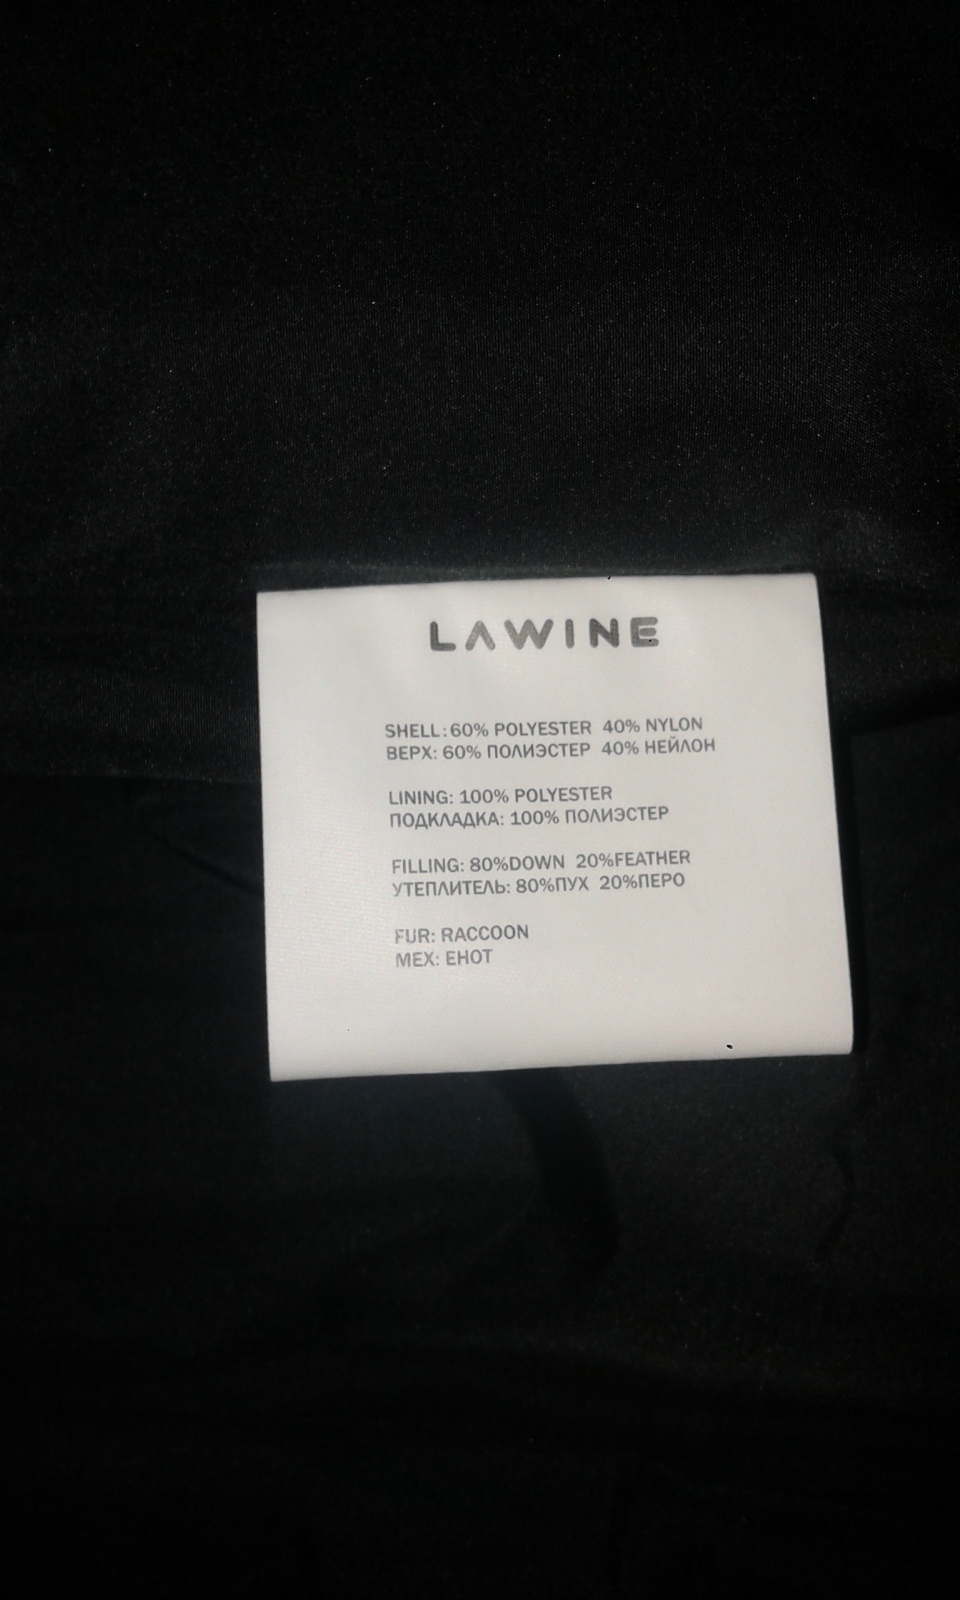 LAWINE
SHELL: 60% POLYESTER 40% NYLON
ВЕРХ: 60% ПОЛИЭСТЕР 40% НЕЙЛОН
LINING: 100% POLYESTER
ПОДКЛАДКА: 100% ПОЛИЭСТЕР
FILLING: 80%DOWN 20%FEATHER
УТЕПЛИТЕЛЬ: 80%ПУХ 20%ПЕРО
FUR: RACCOON
МЕХ: ЕНОТ